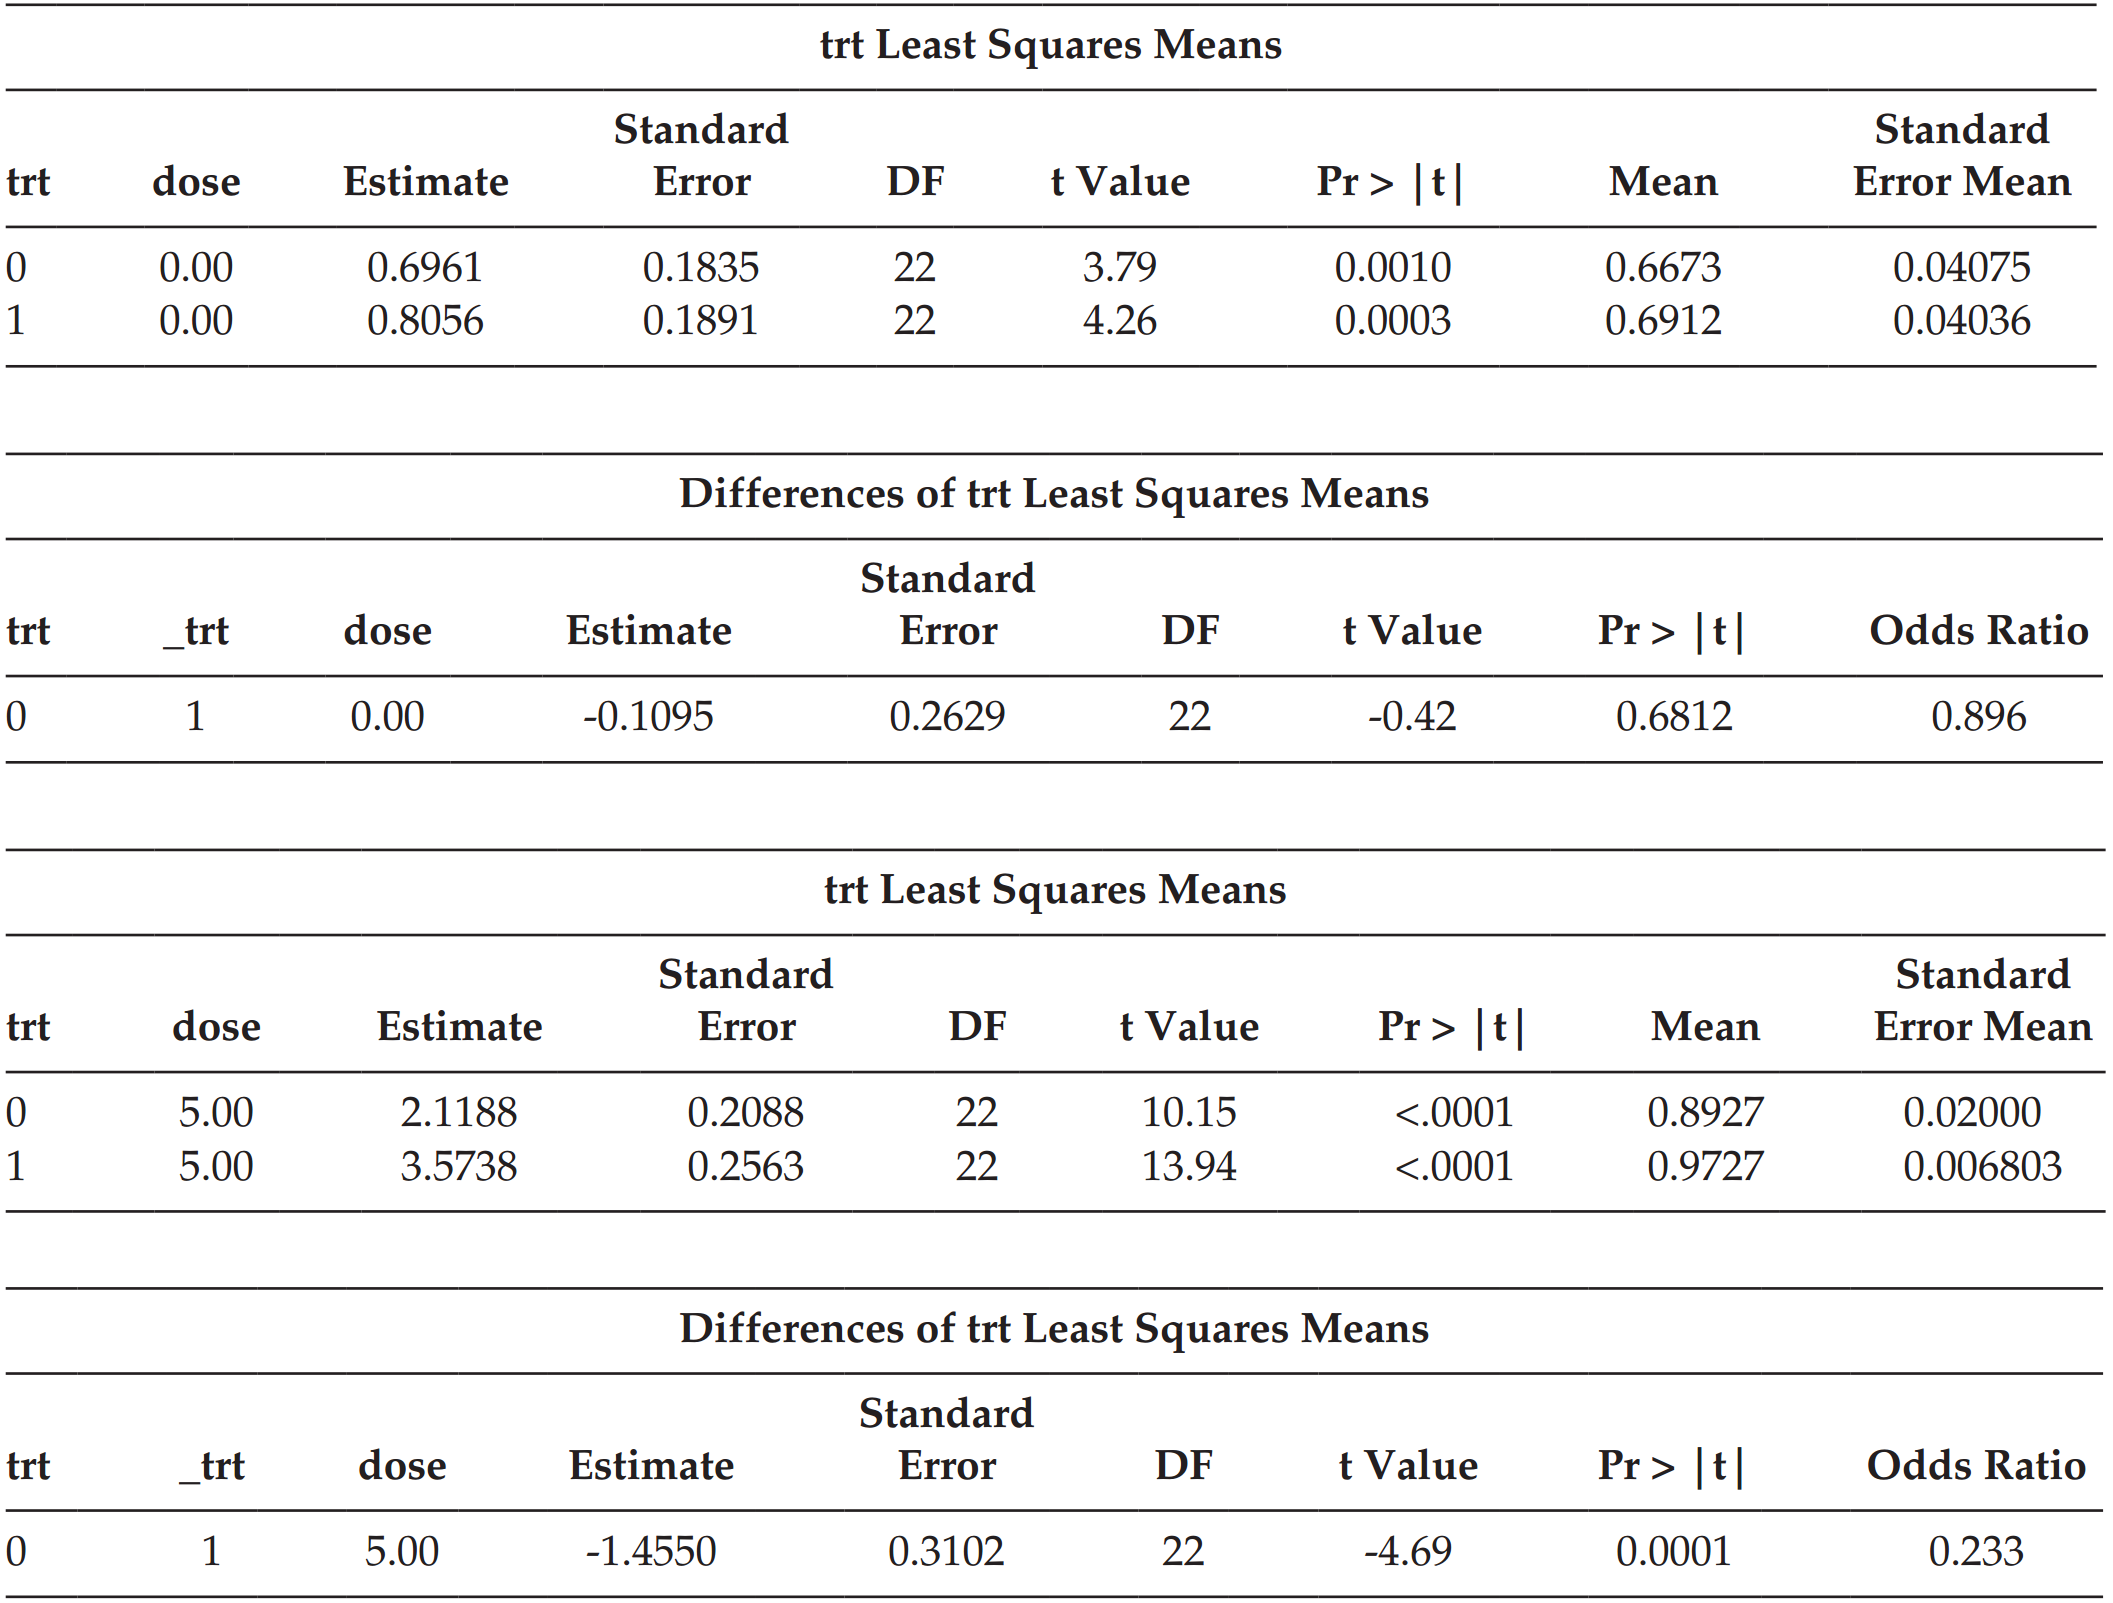 trt Least Squares Means
Standard Standard
trt dose Estimate Error DF t Value Pr > |t| Mean Error Mean
0 0.00 0.6961 0.1835 22 3.79 0.0010 0.6673 0.04075
1 0.00 0.8056 0.1891 22 4.26 0.0003 0.6912 0.04036
Differences of trt Least Squares Means
Standard
trt _trt dose Estimate Error DF t Value Pr > |t| Odds Ratio
0 1 0.00 -0.1095 0.2629 22 -0.42 0.6812 0.896
trt Least Squares Means
Standard Standard
trt dose Estimate Error DF t Value Pr > |t| Mean Error Mean
0 5.00 2.1188 0.2088 22 10.15 <.0001 0.8927 0.02000
1 5.00 3.5738 0.2563 22 13.94 <.0001 0.9727 0.006803
Differences of trt Least Squares Means
Standard
trt _trt dose Estimate Error DF t Value Pr > |t| Odds Ratio
0 1 5.00 -1.4550 0.3102 22 -4.69 0.0001 0.233